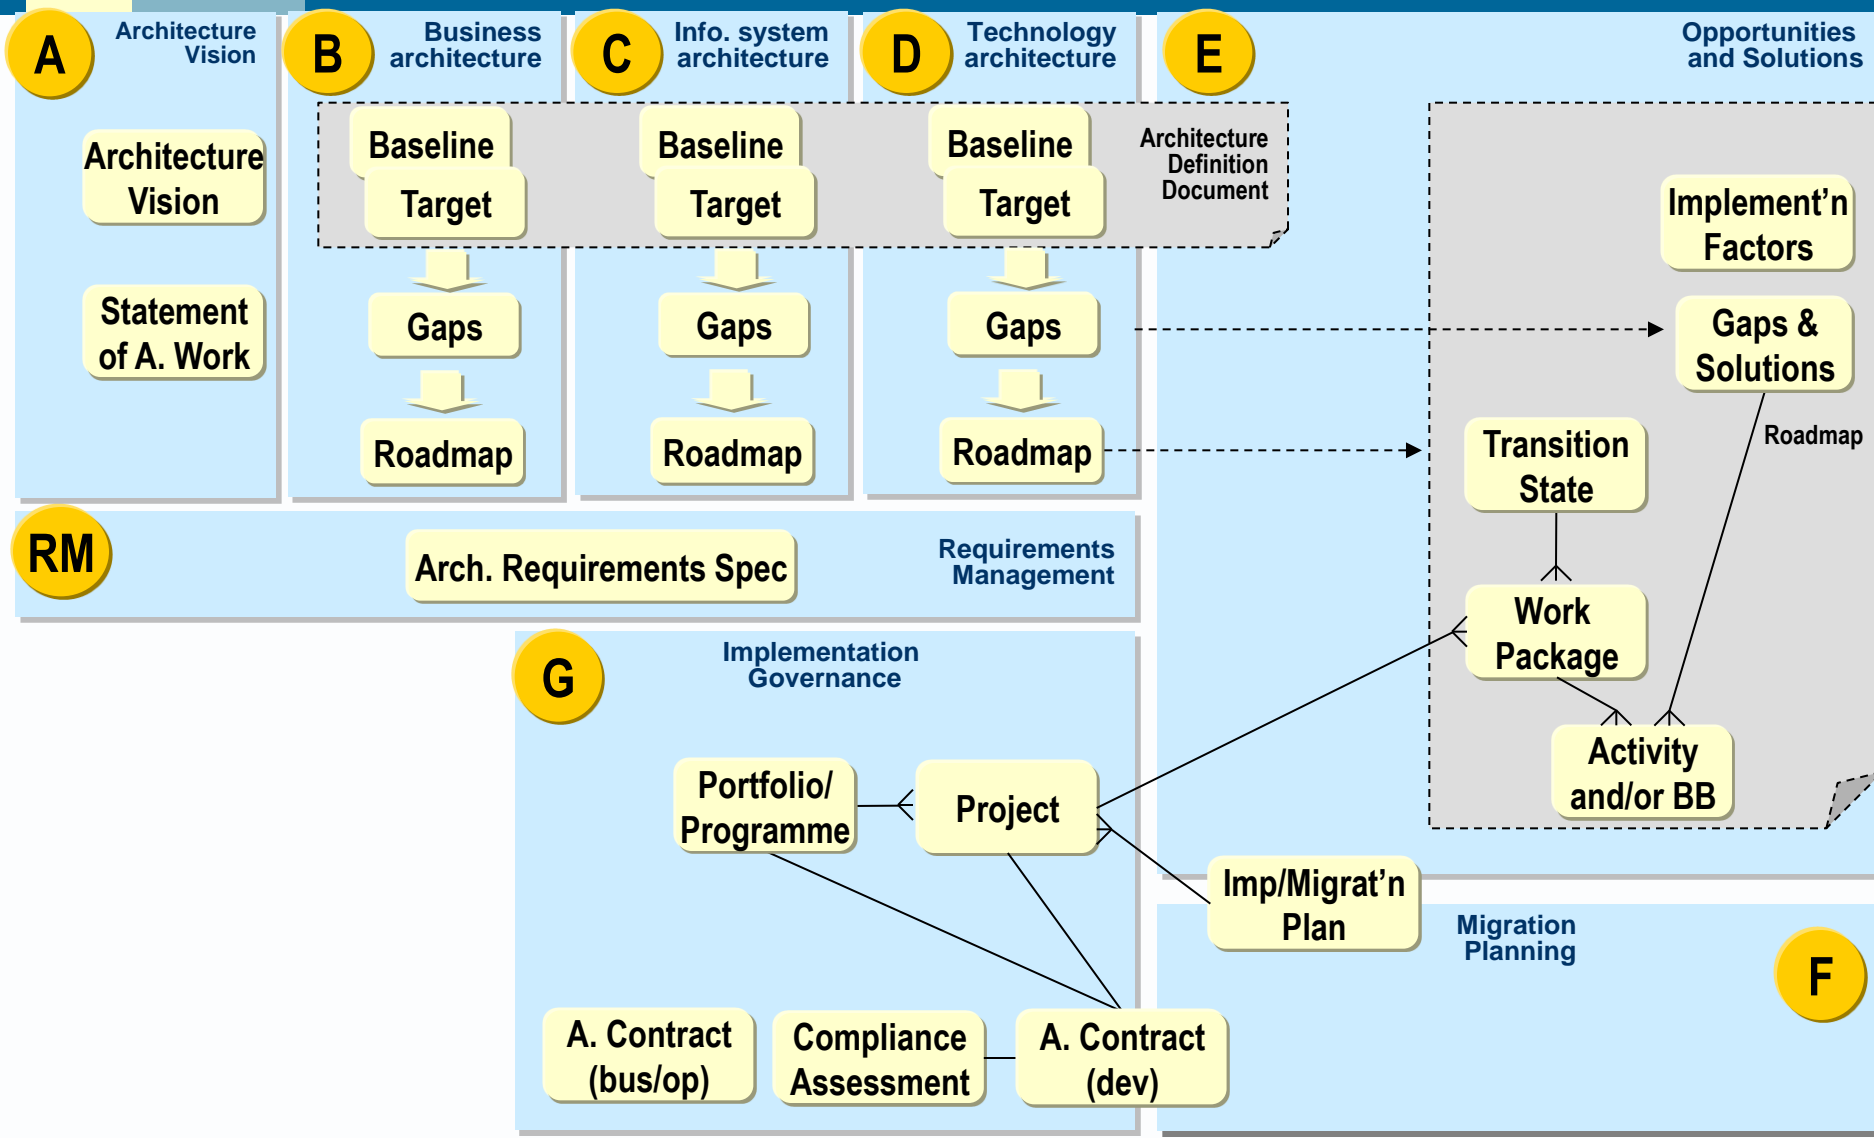 A
Architecture
Vision
Architecture
Vision
Statement
of A. Work
B
Business
architecture
Baseline
Target
Gaps
Roadmap
C
Info. system
architecture
Baseline
Target
Gaps
Roadmap
D
Technology
architecture
Baseline
Target
Gaps
Roadmap
Architecture
Definition
Document
E
Opportunities
and Solutions
Implement’n
Factors
Gaps &
Solutions
Roadmap
Transition
State
Work
Package
Activity
and/or BB
RM
Arch. Requirements Spec
Requirements
Management
G
Implementation
Governance
Portfolio/
Programme
Project
A. Contract
(bus/op)
Compliance
Assessment
A. Contract
(dev)
Imp/Migrat’n
Plan
Migration
Planning
F